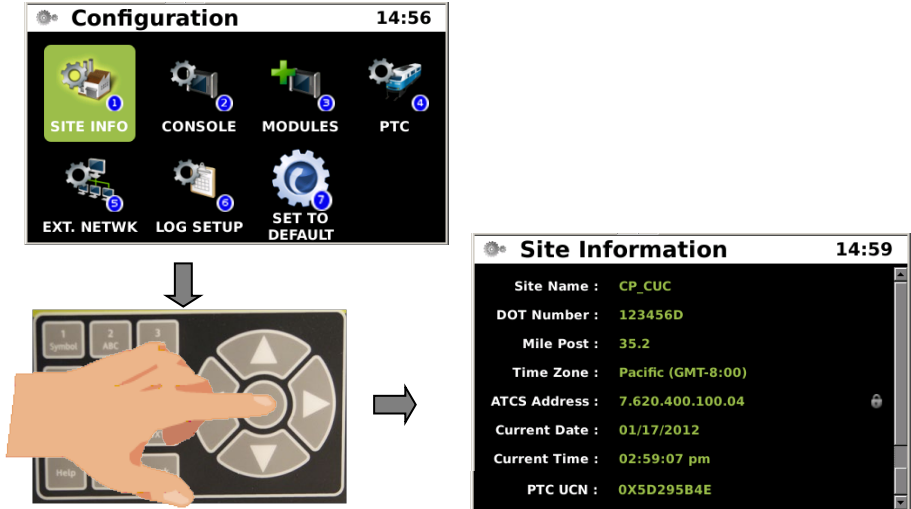 Configuration 14:56
1 2 3 4
SITE INFO CONSOLE MODULES PTC
5 6 7
EXT. NETWK LOG SETUP SET TO
DEFAULT
Site Information 14:59
Site Name : CP_CUC
DOT Number : 123456D
Mile Post : 35.2
Time Zone : Pacific (GMT-8:00)
ATCS Address : 7.620.400.100.04
Current Date : 01/17/2012
Current Time : 02:59:07 pm
PTC UCN : 0X5D295B4E
1 2 3
Symbol ABC
Help